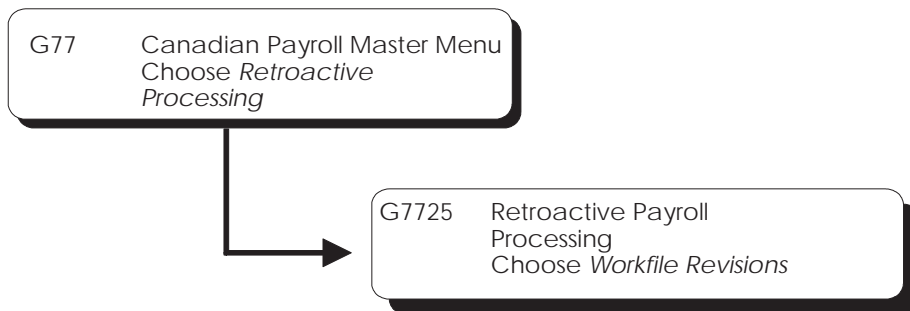 G77 Canadian Payroll Master Menu
Choose Retroactive
Processing
G7725 Retroactive Payroll
Processing
Choose Workfile Revisions